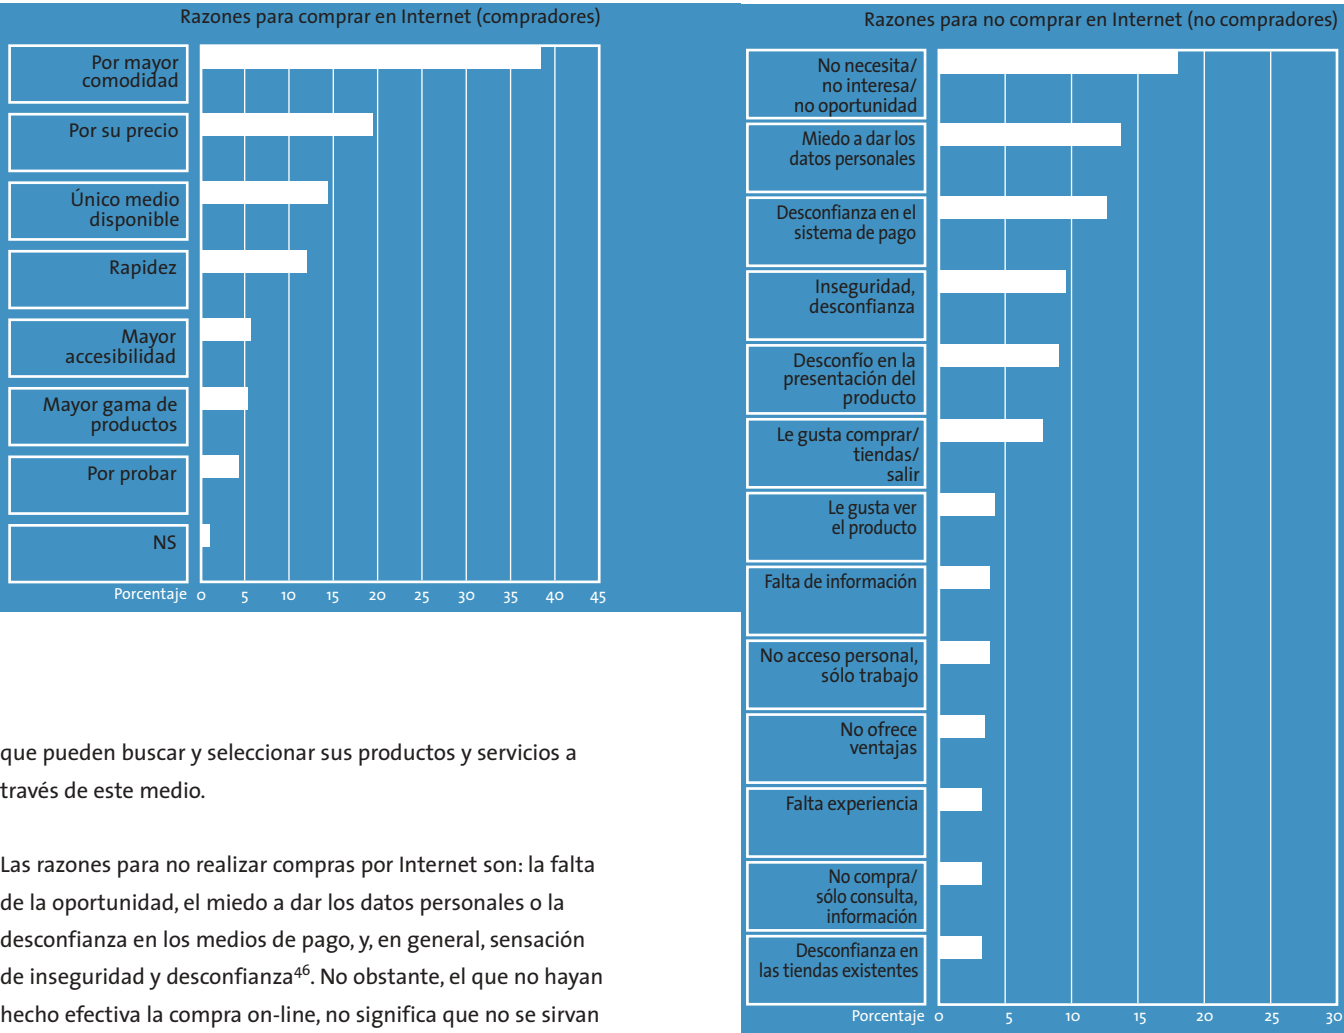 Razones para comprar en Internet (compradores)
Por mayor
comodidad
Por su precio
Único medio
disponible
Rapidez
Mayor
accesibilidad
Mayor gama de
productos
Por probar
NS
Porcentaje 0 5 10 15 20 25 30 35 40 45
que pueden buscar y seleccionar sus productos y servicios a
través de este medio.
Las razones para no realizar compras por Internet son: la falta
de la oportunidad, el miedo a dar los datos personales o la
desconfianza en los medios de pago, y, en general, sensación
de inseguridad y desconfianza46. No obstante, el que no hayan
hecho efectiva la compra on-line, no significa que no se sirvan
Razones para no comprar en Internet (no compradores)
No necesita/
no interesa/
no oportunidad
Miedo a dar los
datos personales
Desconfianza en el
sistema de pago
Inseguridad,
desconfianza
Desconfío en la
presentación del
producto
Le gusta comprar/
tiendas/
salir
Le gusta ver
el producto
Falta de información
No acceso personal,
sólo trabajo
No ofrece
ventajas
Falta experiencia
No compra/
sólo consulta,
información
Desconfianza en
las tiendas existentes
Porcentaje 0 5 10 15 20 25 30